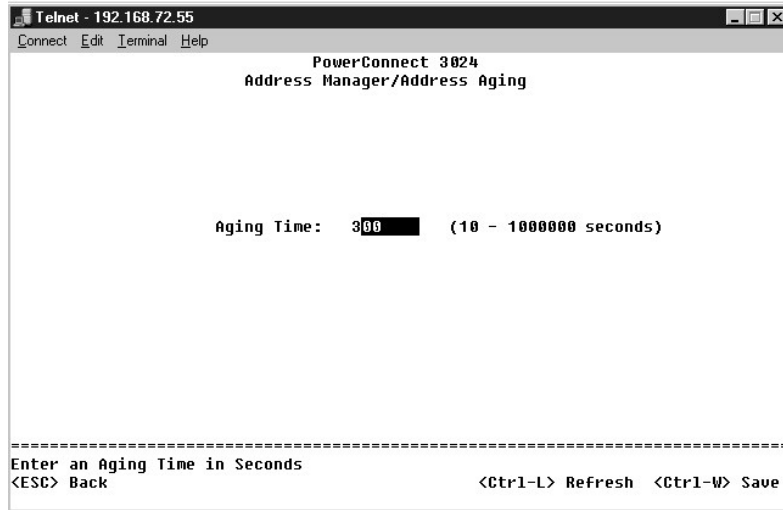 Telnet - 192.168.72.55
Connect Edit Terminal Help
PowerConnect 3024
Address Manager/Address Aging
Aging Time: 300 (10 - 1000000 seconds)
================================================================================
Enter an Aging Time in Seconds
<ESC> Back <Ctrl-L> Refresh <Ctrl-W> Save